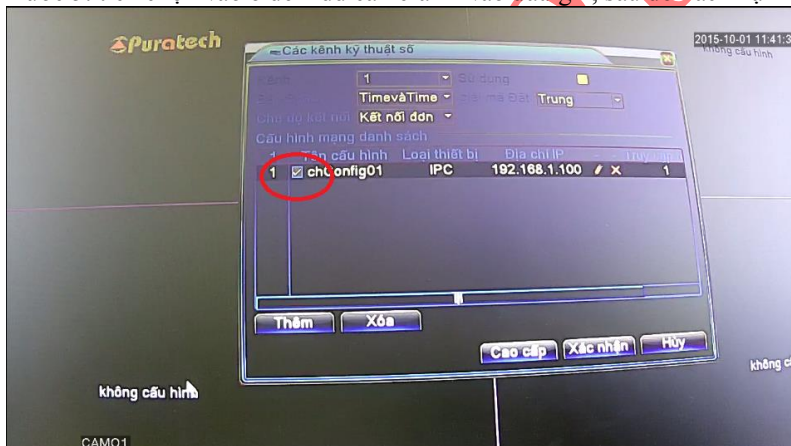 Puratech
2015-10-01 11:41:3
Các kênh kỹ thuật số
không cấu hình
Kênh 1 Sử dụng
TimevàTime giải mã Đặt Trung
Chế độ kết nối Kết nối đơn
Cấu hình mạng danh sách
1 Tên cấu hình Loại thiết bị Địa chỉ IP
1 chConfig01 IPC 192.168.1.100 1
Thêm Xóa
Cao cấp Xác nhận Hủy
không c
không cấu hình
CAM01